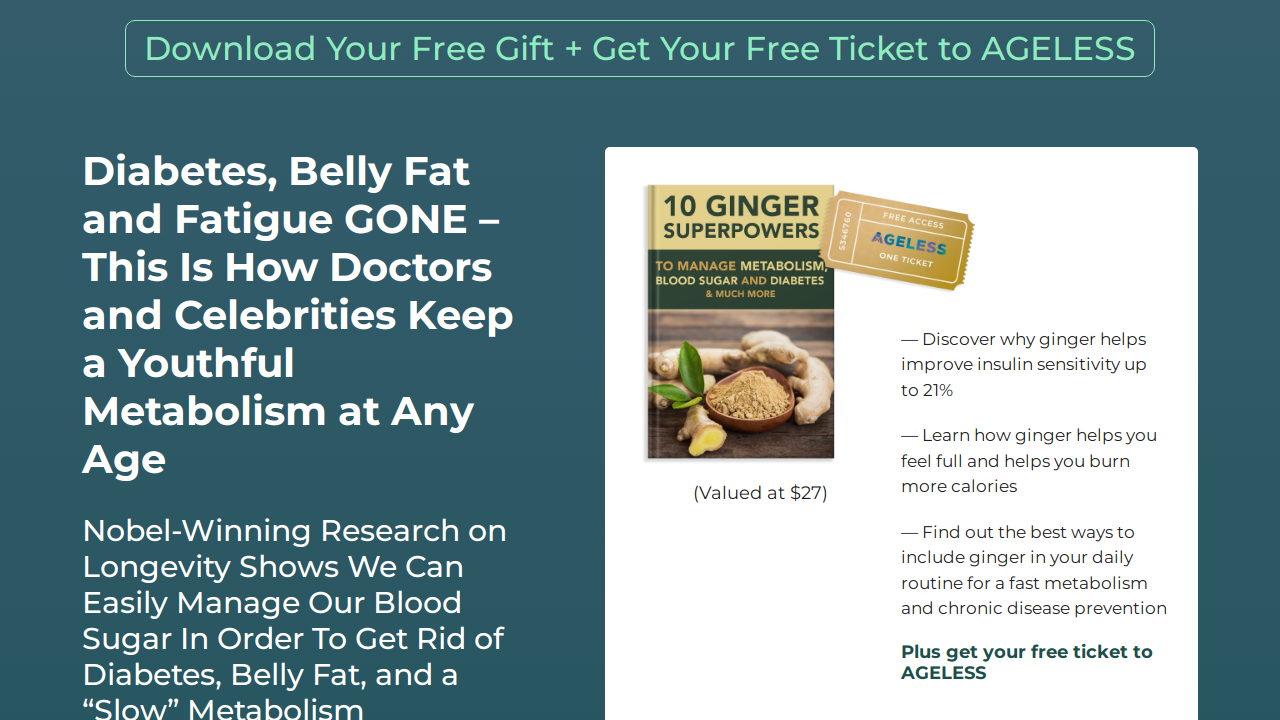 Download Your Free Gift + Get Your Free Ticket to AGELESS
Diabetes, Belly Fat
and Fatigue GONE –
This Is How Doctors
and Celebrities Keep
a Youthful
Metabolism at Any
Age
Nobel-Winning Research on
Longevity Shows We Can
Easily Manage Our Blood
Sugar In Order To Get Rid of
Diabetes, Belly Fat, and a
“Slow” Metabolism
10 GINGER
SUPERPOWERS
TO MANAGE METABOLISM,
BLOOD SUGAR AND DIABETES
& MUCH MORE
S346760
FREE ACCESS
AGELESS
ONE TICKET
(Valued at $27)
— Discover why ginger helps
improve insulin sensitivity up
to 21%
— Learn how ginger helps you
feel full and helps you burn
more calories
— Find out the best ways to
include ginger in your daily
routine for a fast metabolism
and chronic disease prevention
Plus get your free ticket to
AGELESS